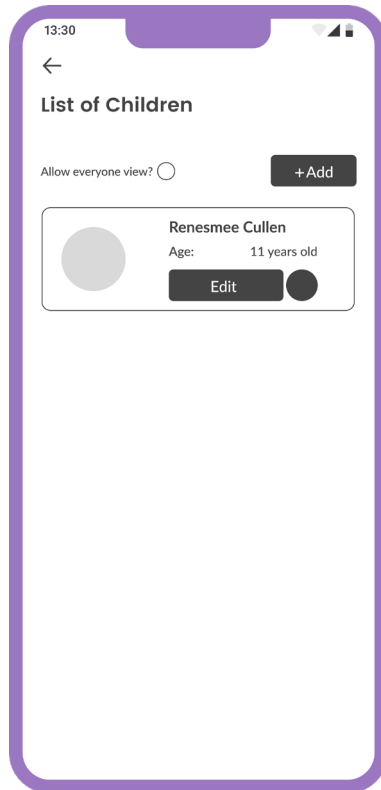 13:30
List of Children
Allow everyone view?
+Add
Renesmee Cullen
Age: 11 years old
Edit